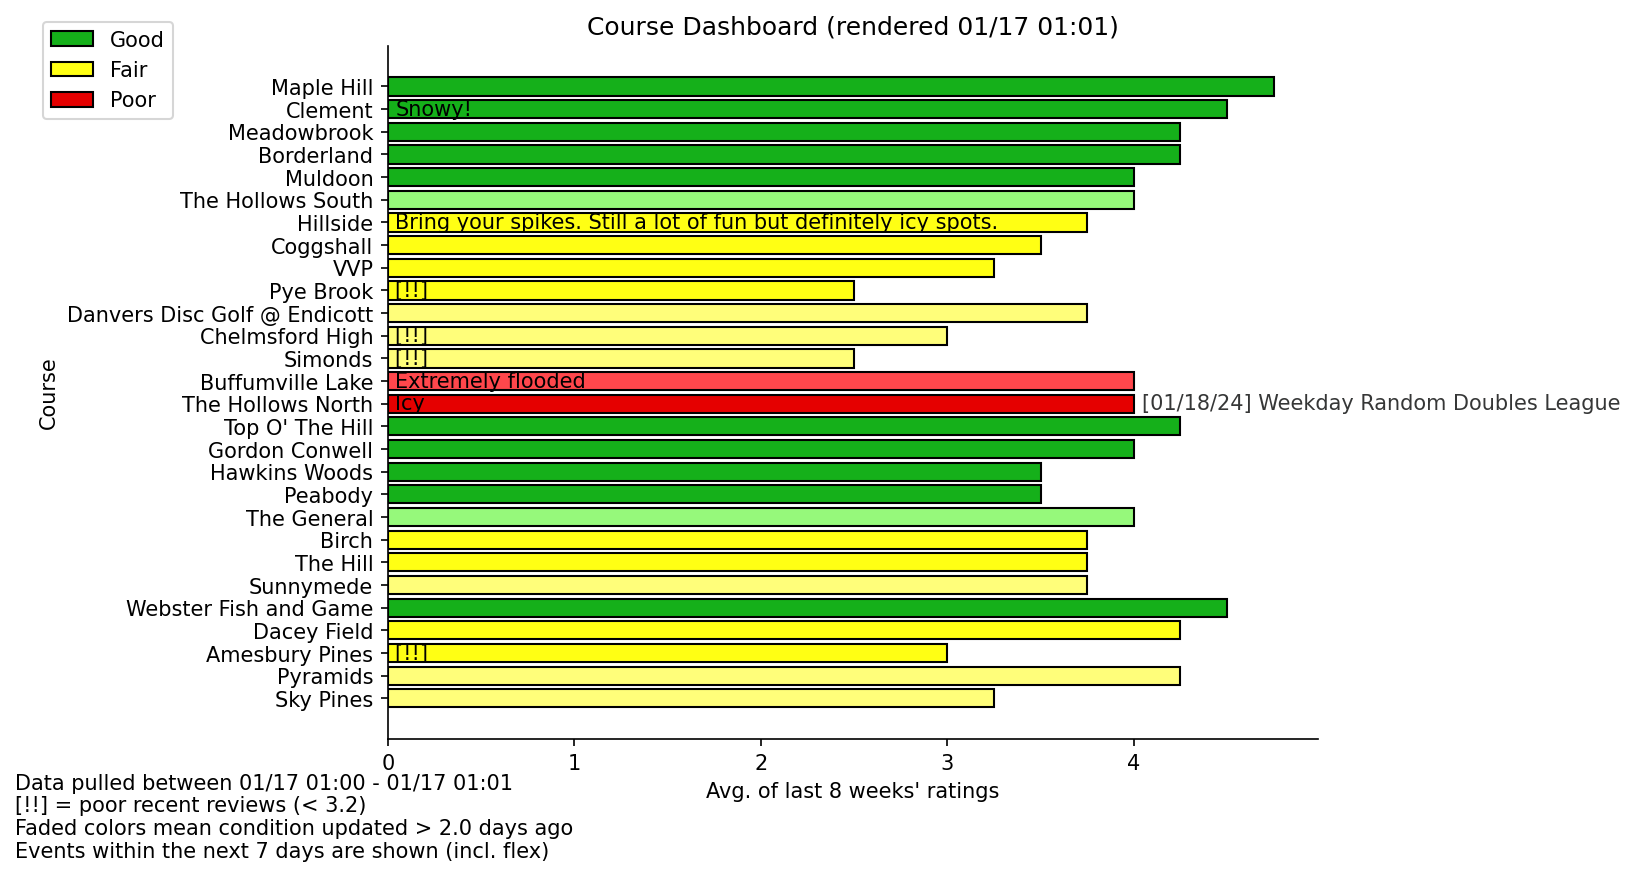 Course Dashboard (rendered 01/17 01:01)
Good
Fair
Poor
Course
Maple Hill
Clement
Snowy!
Meadowbrook
Borderland
Muldoon
The Hollows South
Hillside
Bring your spikes. Still a lot of fun but definitely icy spots.
Coggshall
VVP
Pye Brook
[!!]
Danvers Disc Golf @ Endicott
Chelmsford High
[!!]
Simonds
[!!]
Buffumville Lake
Extremely flooded
The Hollows North
Icy
[01/18/24] Weekday Random Doubles League
Top O' The Hill
Gordon Conwell
Hawkins Woods
Peabody
The General
Birch
The Hill
Sunnymede
Webster Fish and Game
Dacey Field
Amesbury Pines
[!!]
Pyramids
Sky Pines
0 1 2 3 4
Avg. of last 8 weeks' ratings
Data pulled between 01/17 01:00 - 01/17 01:01
[!!] = poor recent reviews (< 3.2)
Faded colors mean condition updated > 2.0 days ago
Events within the next 7 days are shown (incl. flex)